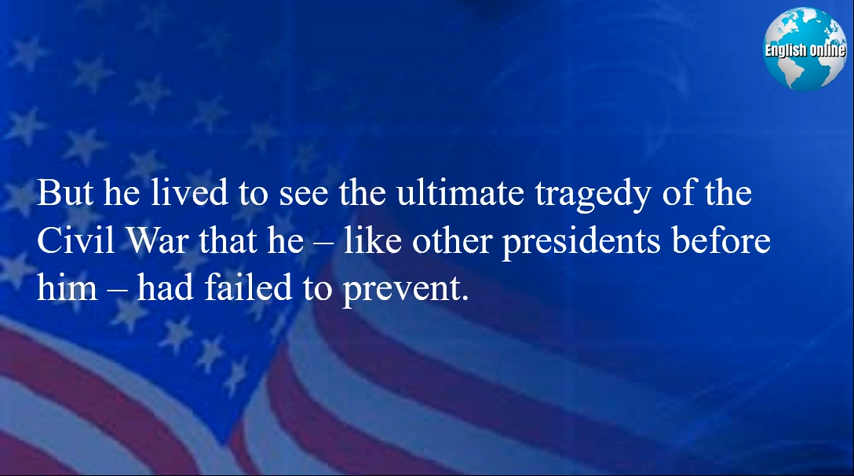 English Online
But he lived to see the ultimate tragedy of the
Civil War that he – like other presidents before
him – had failed to prevent.